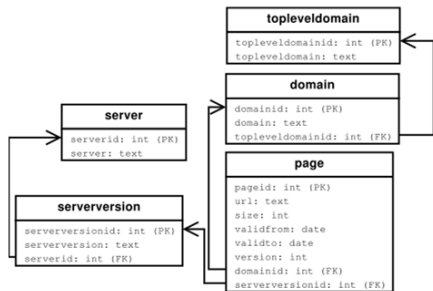 topleveldomain
topleveldomainid: int (PK)
topleveldomain: text
domain
domainid: int (PK)
domain: text
topleveldomainid: int (FK)
server
serverid: int (PK)
server: text
page
pageid: int (PK)
url: text
size: int
validfrom: date
validto: date
version: int
domainid: int (FK)
serverversionid: int (FK)
serverversion
serverversionid: int (PK)
serverversion: text
serverid: int (FK)